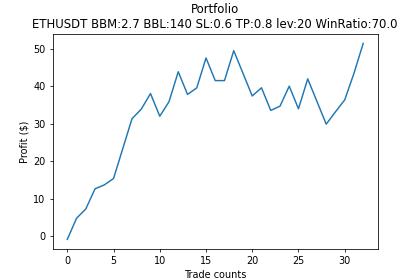 Portfolio
ETHUSDT BBM:2.7 BBL:140 SL:0.6 TP:0.8 lev:20 WinRatio:70.0
50
40
30
20
10
0
Profit ($)
0 5 10 15 20 25 30
Trade counts